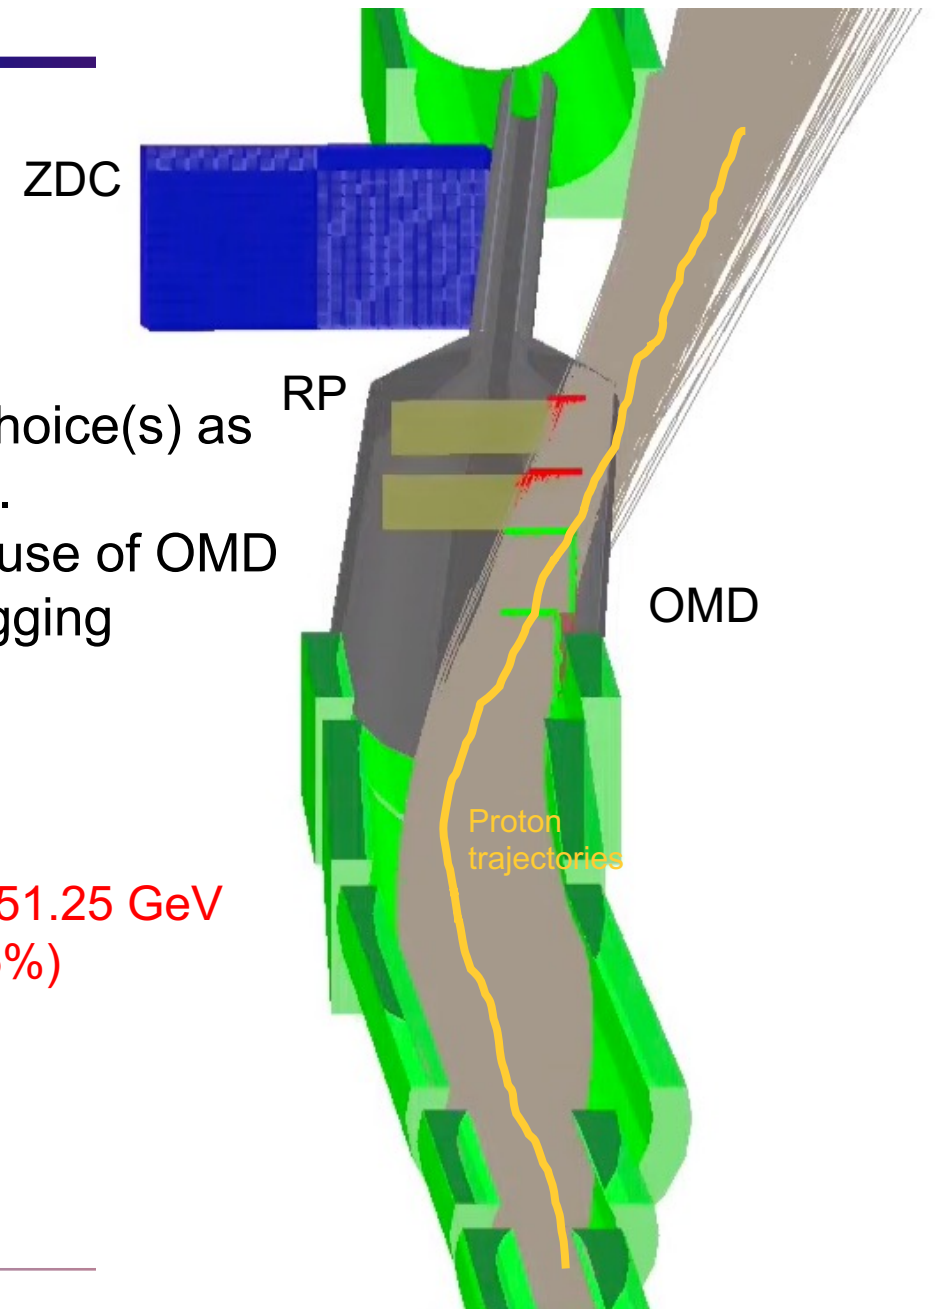 ZDC
RP
hoice(s) as
.
use of OMD
gging
OMD
Proton
trajectories
51.25 GeV
%)